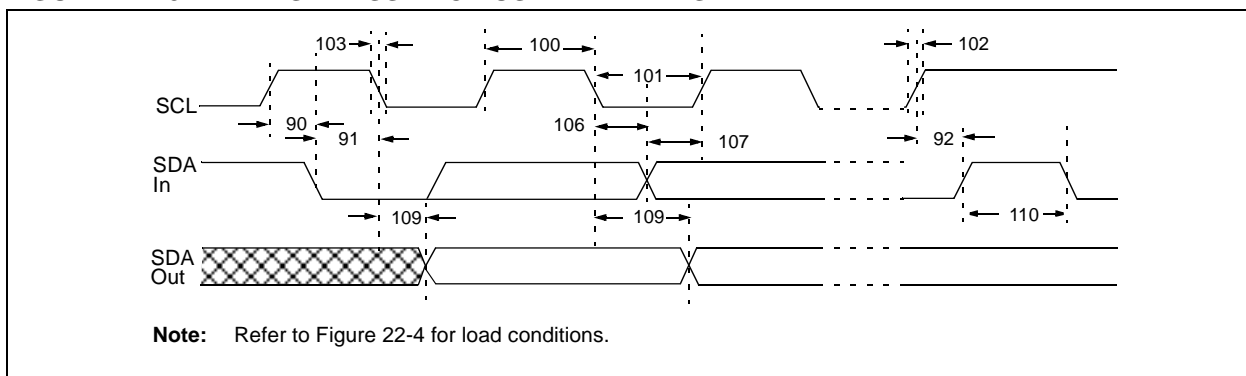 103
100
102
101
SCL
90
106
91
107
92
SDA
In
109
109
110
SDA
Out
Note: Refer to Figure 22-4 for load conditions.